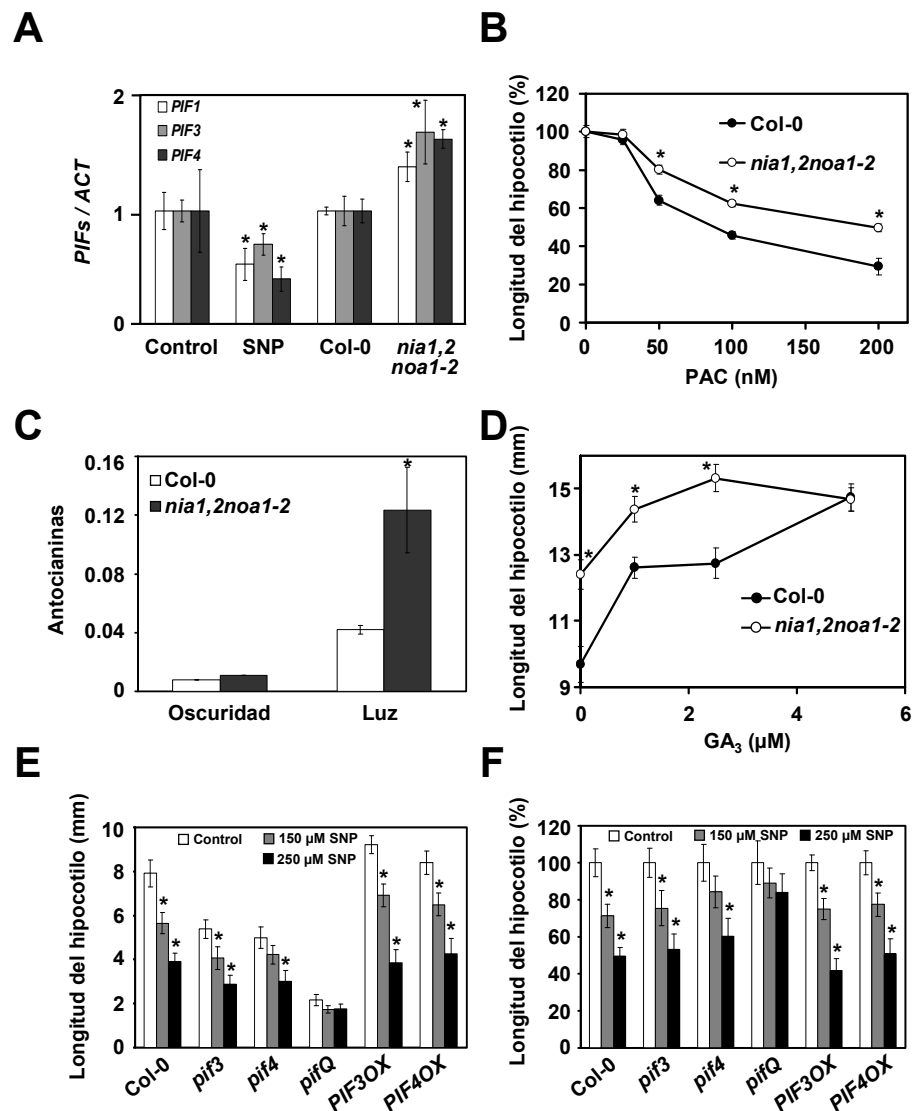 A
PIFs / ACT
2
1
0
PIF1
PIF3
PIF4
* * *
* * *
Control SNP Col-0 nia1,2 noa1-2
B
Longitud del hipocotilo (%)
120
100
80
60
40
20
0
Col-0
nia1,2noa1-2
* * *
0 50 100 150 200
PAC (nM)
C
Antocianinas
0.16
0.12
0.08
0.04
0
Col-0
nia1,2noa1-2
*
Oscuridad Luz
D
Longitud del hipocotilo (mm)
15
13
11
9
* * *
Col-0
nia1,2noa1-2
0 2 4 6
GA3 (µM)
E
Longitud del hipocotilo (mm)
10
8
6
4
2
0
Control 150 µM SNP
250 µM SNP
* * * * * * * * *
Col-0 pif3 pif4 pifQ PIF3OX PIF4OX
F
Longitud del hipocotilo (%)
120
100
80
60
40
20
0
Control 150 µM SNP
250 µM SNP
* * * * * * * * *
Col-0 pif3 pif4 pifQ PIF3OX PIF4OX